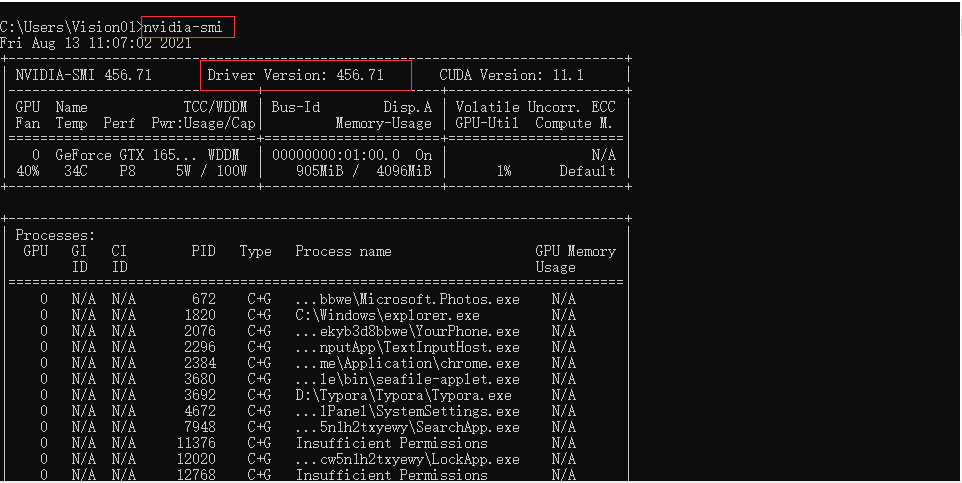 C:\Users\Vision01>nvidia-smi
Fri Aug 13 11:07:02 2021
NVIDIA-SMI 456.71 Driver Version: 456.71 CUDA Version: 11.1
GPU Name TCC/WDDM | Bus-Id Disp.A | Volatile Uncorr. ECC
Fan Temp Perf Pwr:Usage/Cap| Memory-Usage | GPU-Util Compute M.
0 GeForce GTX 165... WDDM | 00000000:01:00.0 On | N/A
40% 34C P8 5W / 100W | 905MiB / 4096MiB | 1% Default
Processes:
GPU GI CI PID Type Process name GPU Memory
ID ID Usage
0 N/A N/A 672 C+G ...bbwe\Microsoft.Photos.exe N/A
0 N/A N/A 1820 C+G C:\Windows\explorer.exe N/A
0 N/A N/A 2076 C+G ...ekyb3d8bbwe\YourPhone.exe N/A
0 N/A N/A 2296 C+G ...nputApp\TextInputHost.exe N/A
0 N/A N/A 2384 C+G ...me\Application\chrome.exe N/A
0 N/A N/A 3680 C+G ...le\bin\seafile-applet.exe N/A
0 N/A N/A 3692 C+G D:\Typora\Typora\Typora.exe N/A
0 N/A N/A 4672 C+G ...lPanel\SystemSettings.exe N/A
0 N/A N/A 7948 C+G ...5n1h2txyewy\SearchApp.exe N/A
0 N/A N/A 11376 C+G Insufficient Permissions N/A
0 N/A N/A 12020 C+G ...cw5n1h2txyewy\LockApp.exe N/A
0 N/A N/A 12768 C+G Insufficient Permissions N/A